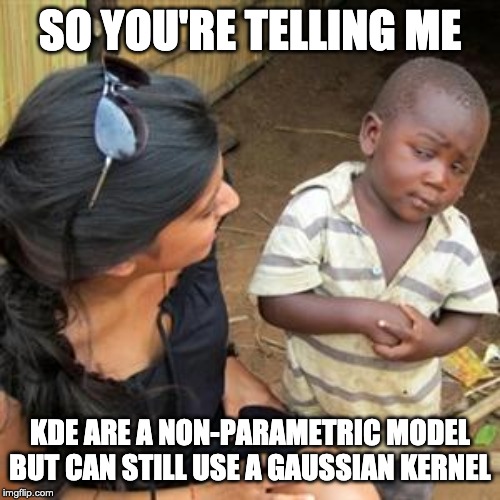 SO YOU'RE TELLING ME
KDE ARE A NON-PARAMETRIC MODEL
BUT CAN STILL USE A GAUSSIAN KERNEL
imgflip.com